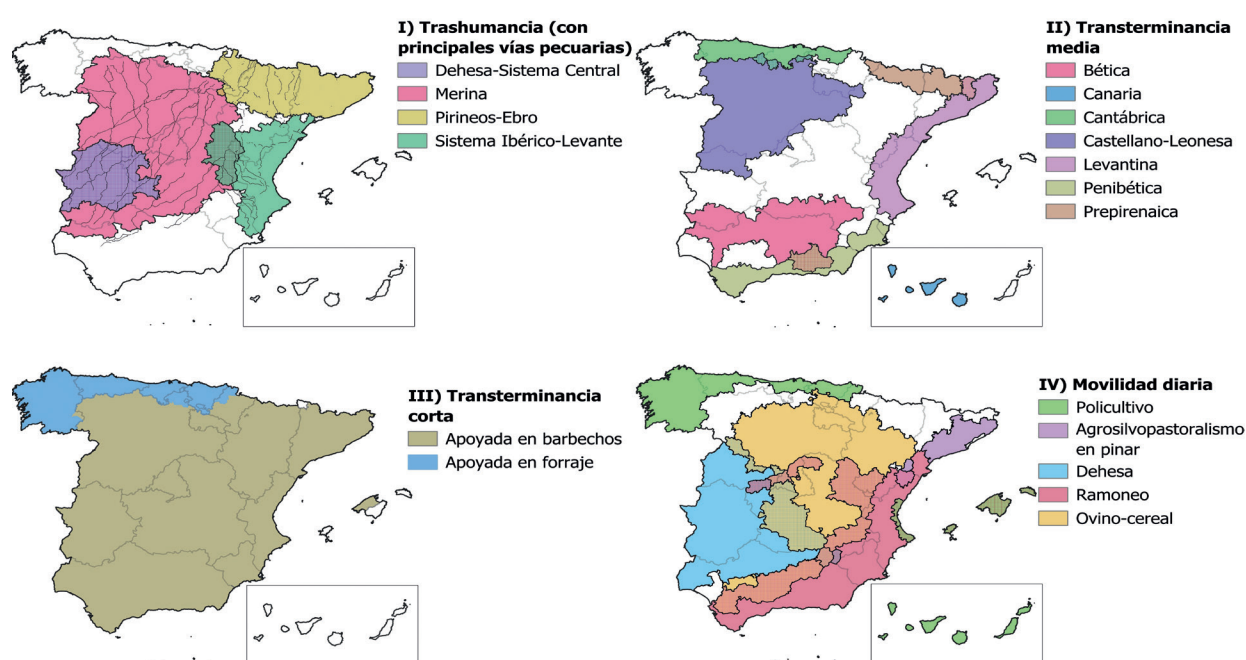 I) Trashumancia (con
principales vías pecuarias)
Dehesa-Sistema Central
Merina
Pirineos-Ebro
Sistema Ibérico-Levante
II) Transterminancia
media
Bética
Canaria
Cantábrica
Castellano-Leonesa
Levantina
Penibética
Prepirenaica
III) Transterminancia
corta
Apoyada en barbechos
Apoyada en forraje
IV) Movilidad diaria
Policultivo
Agrosilvopastoralismo
en pinar
Dehesa
Ramoneo
Ovino-cereal